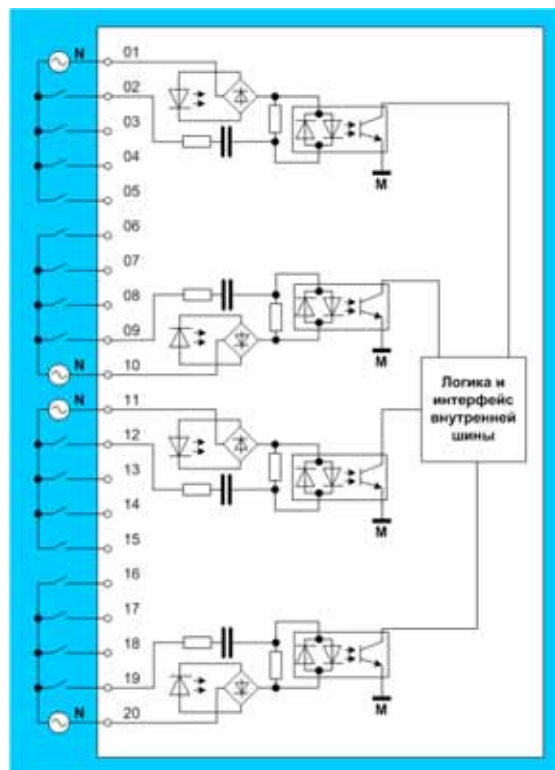 N 01
02
03
04
05
M
06
07
08
09
M
N 10
N 11
12
13
14
15
M
16
17
18
19
M
N 20
Логика и
интерфейс
внутренней
шины